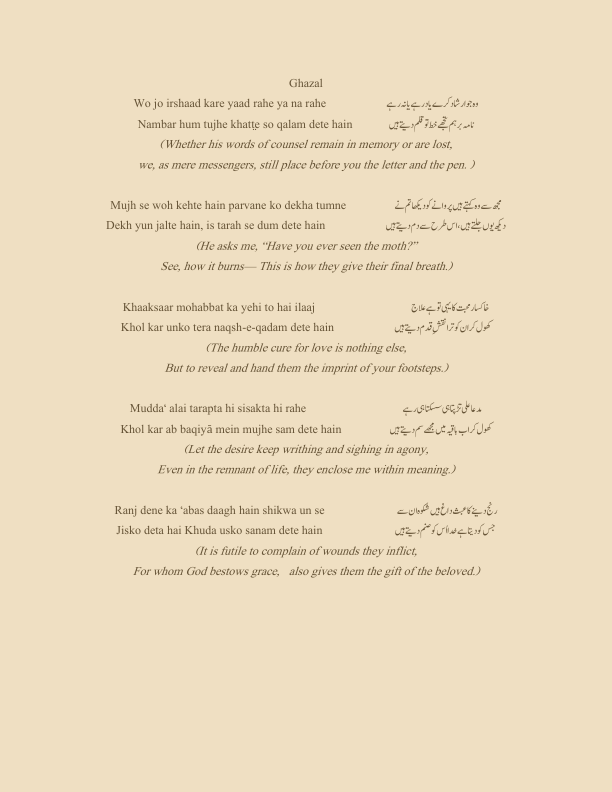 Ghazal
Wo jo irshaad kare yaad rahe ya na rahe وہ جو ارشاد کرے یاد رہے یا نہ رہے
Nambar hum tujhe khaṭṭe so qalam dete hain نامہ بر ہم تجھے خط تو قلم دیتے ہیں
(Whether his words of counsel remain in memory or are lost,
we, as mere messengers, still place before you the letter and the pen. )
Mujh se woh kehte hain parvane ko dekha tumne مجھ سے وہ کہتے ہیں پروانے کو دیکھا تم نے
Dekh yun jalte hain, is tarah se dum dete hain دیکھ یوں جلتے ہیں، اس طرح سے دم دیتے ہیں
(He asks me, “Have you ever seen the moth?”
See, how it burns— This is how they give their final breath.)
Khaaksaar mohabbat ka yehi to hai ilaaj خاکسار محبت کا یہی تو ہے علاج
Khol kar unko tera naqsh-e-qadam dete hain کھول کر ان کو ترا نقشِ قدم دیتے ہیں
(The humble cure for love is nothing else,
But to reveal and hand them the imprint of your footsteps.)
Mudda‘ alai tarapta hi sisakta hi rahe مدعا علی تڑپتا ہی سسکتا ہی رہے
Khol kar ab baqiyā mein mujhe sam dete hain کھول کر اب باقیہ میں مجھے سم دیتے ہیں
(Let the desire keep writhing and sighing in agony,
Even in the remnant of life, they enclose me within meaning.)
Ranj dene ka ‘abas daagh hain shikwa un se رنج دینے کا عبث داغ ہیں شکوہ ان سے
Jisko deta hai Khuda usko sanam dete hain جس کو دیتا ہے خدا اس کو صنم دیتے ہیں
(It is futile to complain of wounds they inflict,
For whom God bestows grace, also gives them the gift of the beloved.)